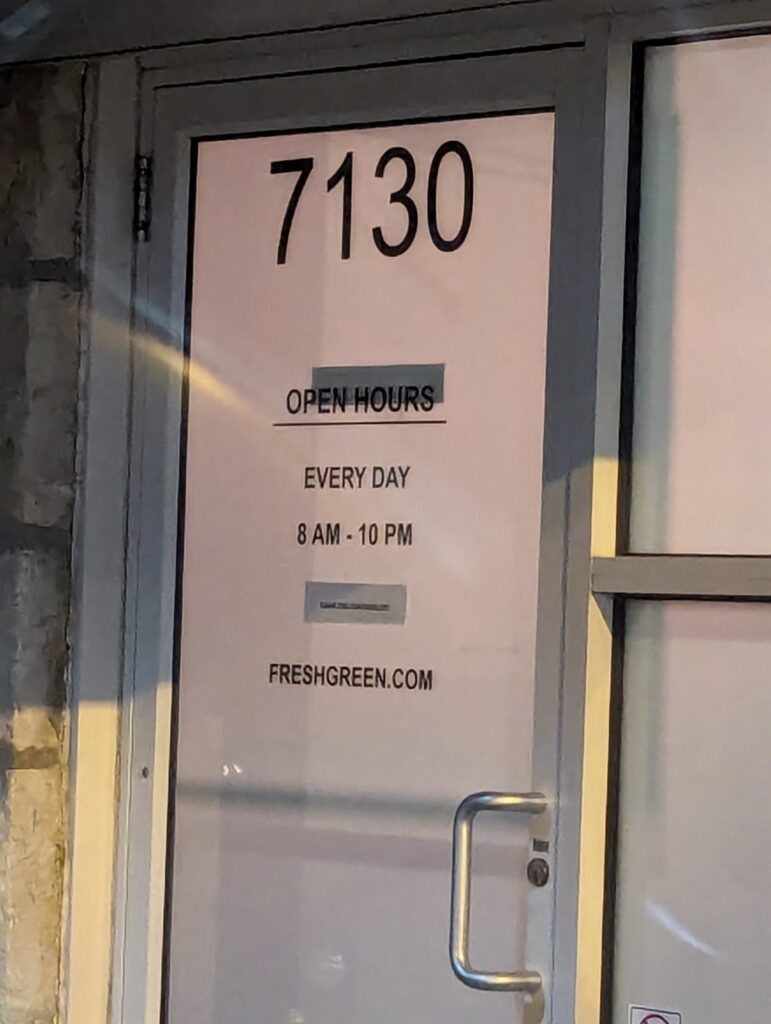 7130
OPEN HOURS
EVERY DAY
8 AM - 10 PM
FRESHGREEN.COM